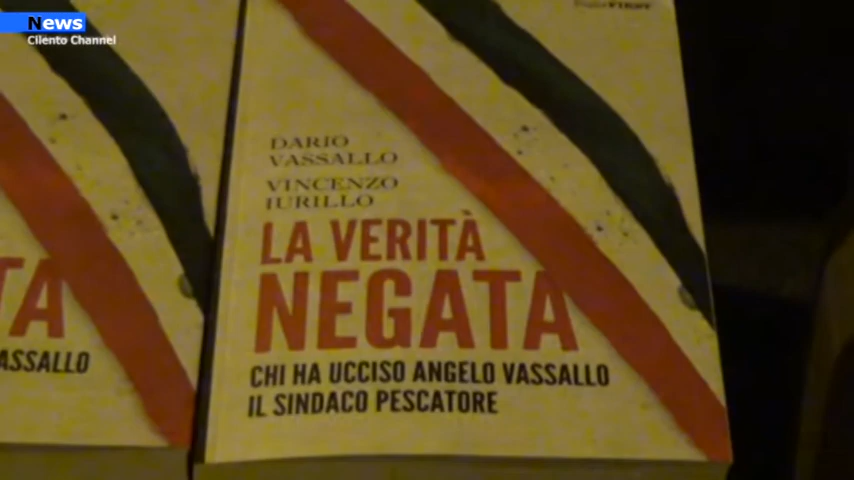 News
Cilento Channel
DARIO
VASSALLO
VINCENZO
IURILLO
LA VERITÀ
NEGATA
CHI HA UCCISO ANGELO VASSALLO
IL SINDACO PESCATORE
TA
ASSALLO